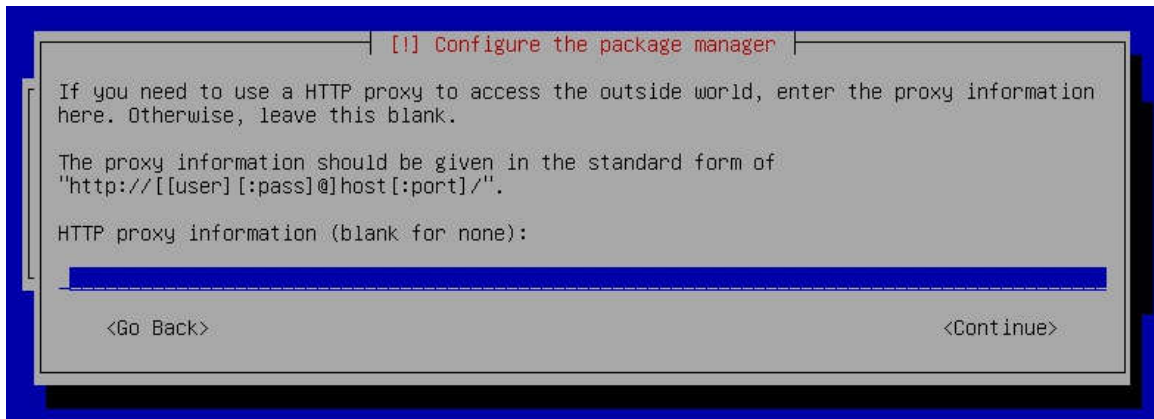 [!] Configure the package manager
If you need to use a HTTP proxy to access the outside world, enter the proxy information
here. Otherwise, leave this blank.
The proxy information should be given in the standard form of
"http://[[user][:pass]@]host[:port]/".
HTTP proxy information (blank for none):
<Go Back> <Continue>